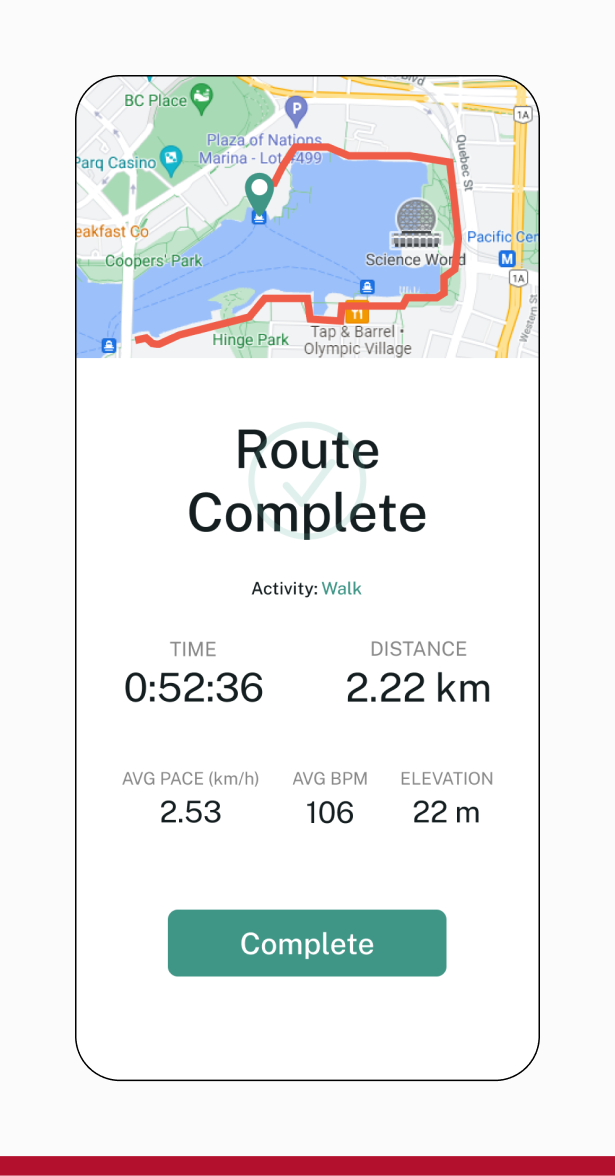 Blvd
BC Place
P
1A
Plaza of Nations
Marina - Lot #499
Quebec St
Parq Casino
eakfast Co
Pacific Cen
Coopers' Park
Science World
M
1A
Western St
Hinge Park
Tap & Barrel •
Olympic Village
Route
Complete
Activity: Walk
TIME
DISTANCE
0:52:36
2.22 km
AVG PACE (km/h)
AVG BPM
ELEVATION
2.53
106
22 m
Complete